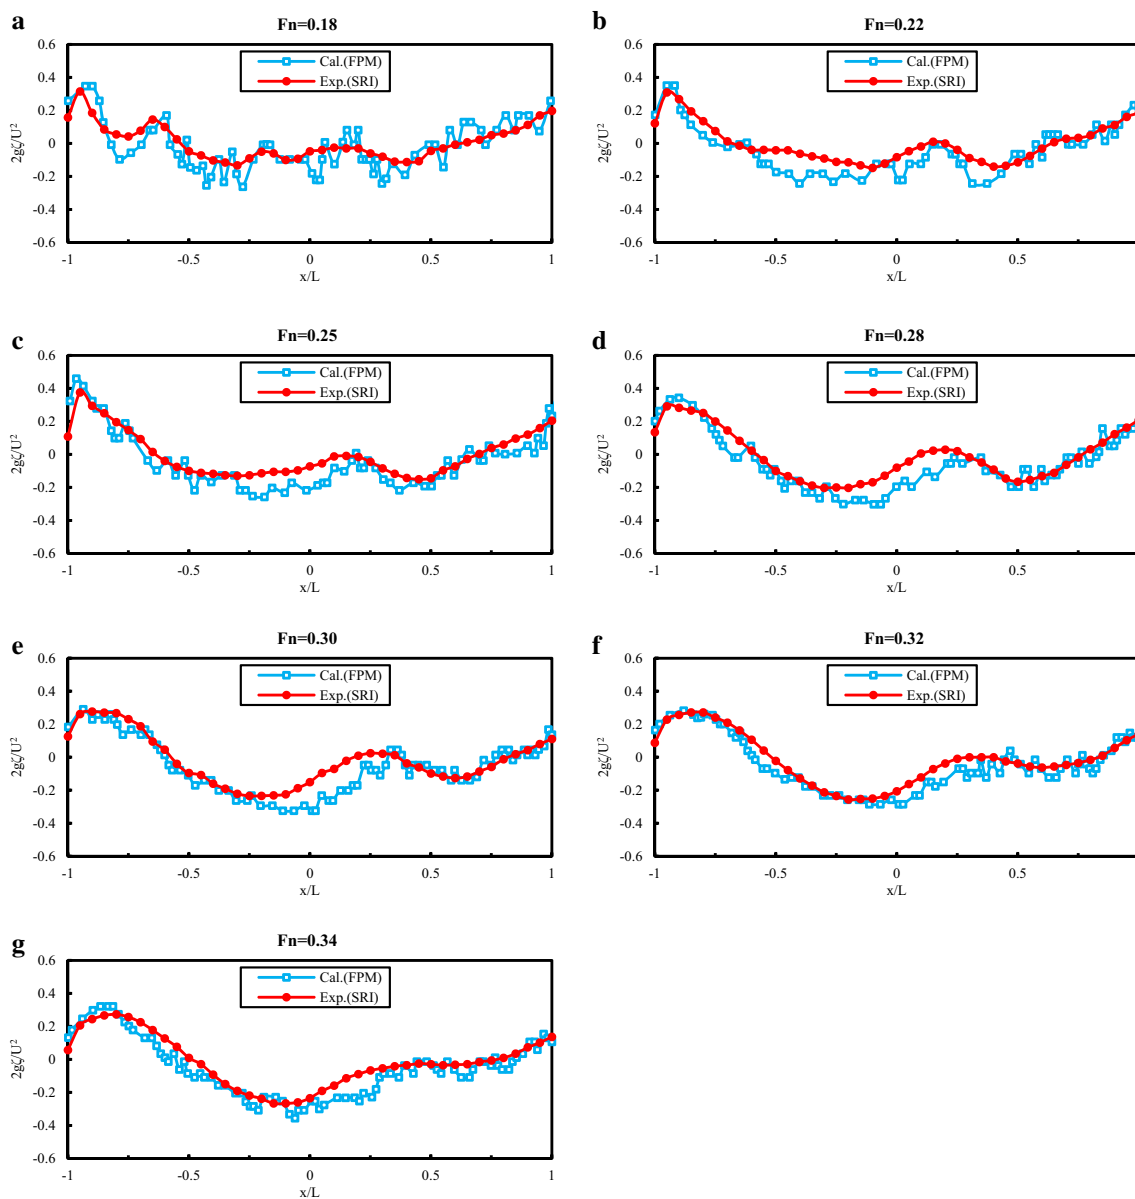 a
Fn=0.18
Cal.(FPM)
Exp.(SRI)
0.6
0.4
0.2
0
-0.2
-0.4
-0.6
2gζ/U²
-1
-0.5
0
0.5
1
x/L
b
Fn=0.22
Cal.(FPM)
Exp.(SRI)
0.6
0.4
0.2
0
-0.2
-0.4
-0.6
2gζ/U²
-1
-0.5
0
0.5
x/L
c
Fn=0.25
Cal.(FPM)
Exp.(SRI)
0.6
0.4
0.2
0
-0.2
-0.4
-0.6
2gζ/U²
-1
-0.5
0
0.5
1
x/L
d
Fn=0.28
Cal.(FPM)
Exp.(SRI)
0.6
0.4
0.2
0
-0.2
-0.4
-0.6
2gζ/U²
-1
-0.5
0
0.5
x/L
e
Fn=0.30
Cal.(FPM)
Exp.(SRI)
0.6
0.4
0.2
0
-0.2
-0.4
-0.6
2gζ/U²
-1
-0.5
0
0.5
1
x/L
f
Fn=0.32
Cal.(FPM)
Exp.(SRI)
0.6
0.4
0.2
0
-0.2
-0.4
-0.6
2gζ/U²
-1
-0.5
0
0.5
x/L
g
Fn=0.34
Cal.(FPM)
Exp.(SRI)
0.6
0.4
0.2
0
-0.2
-0.4
-0.6
2gζ/U²
-1
-0.5
0
0.5
1
x/L